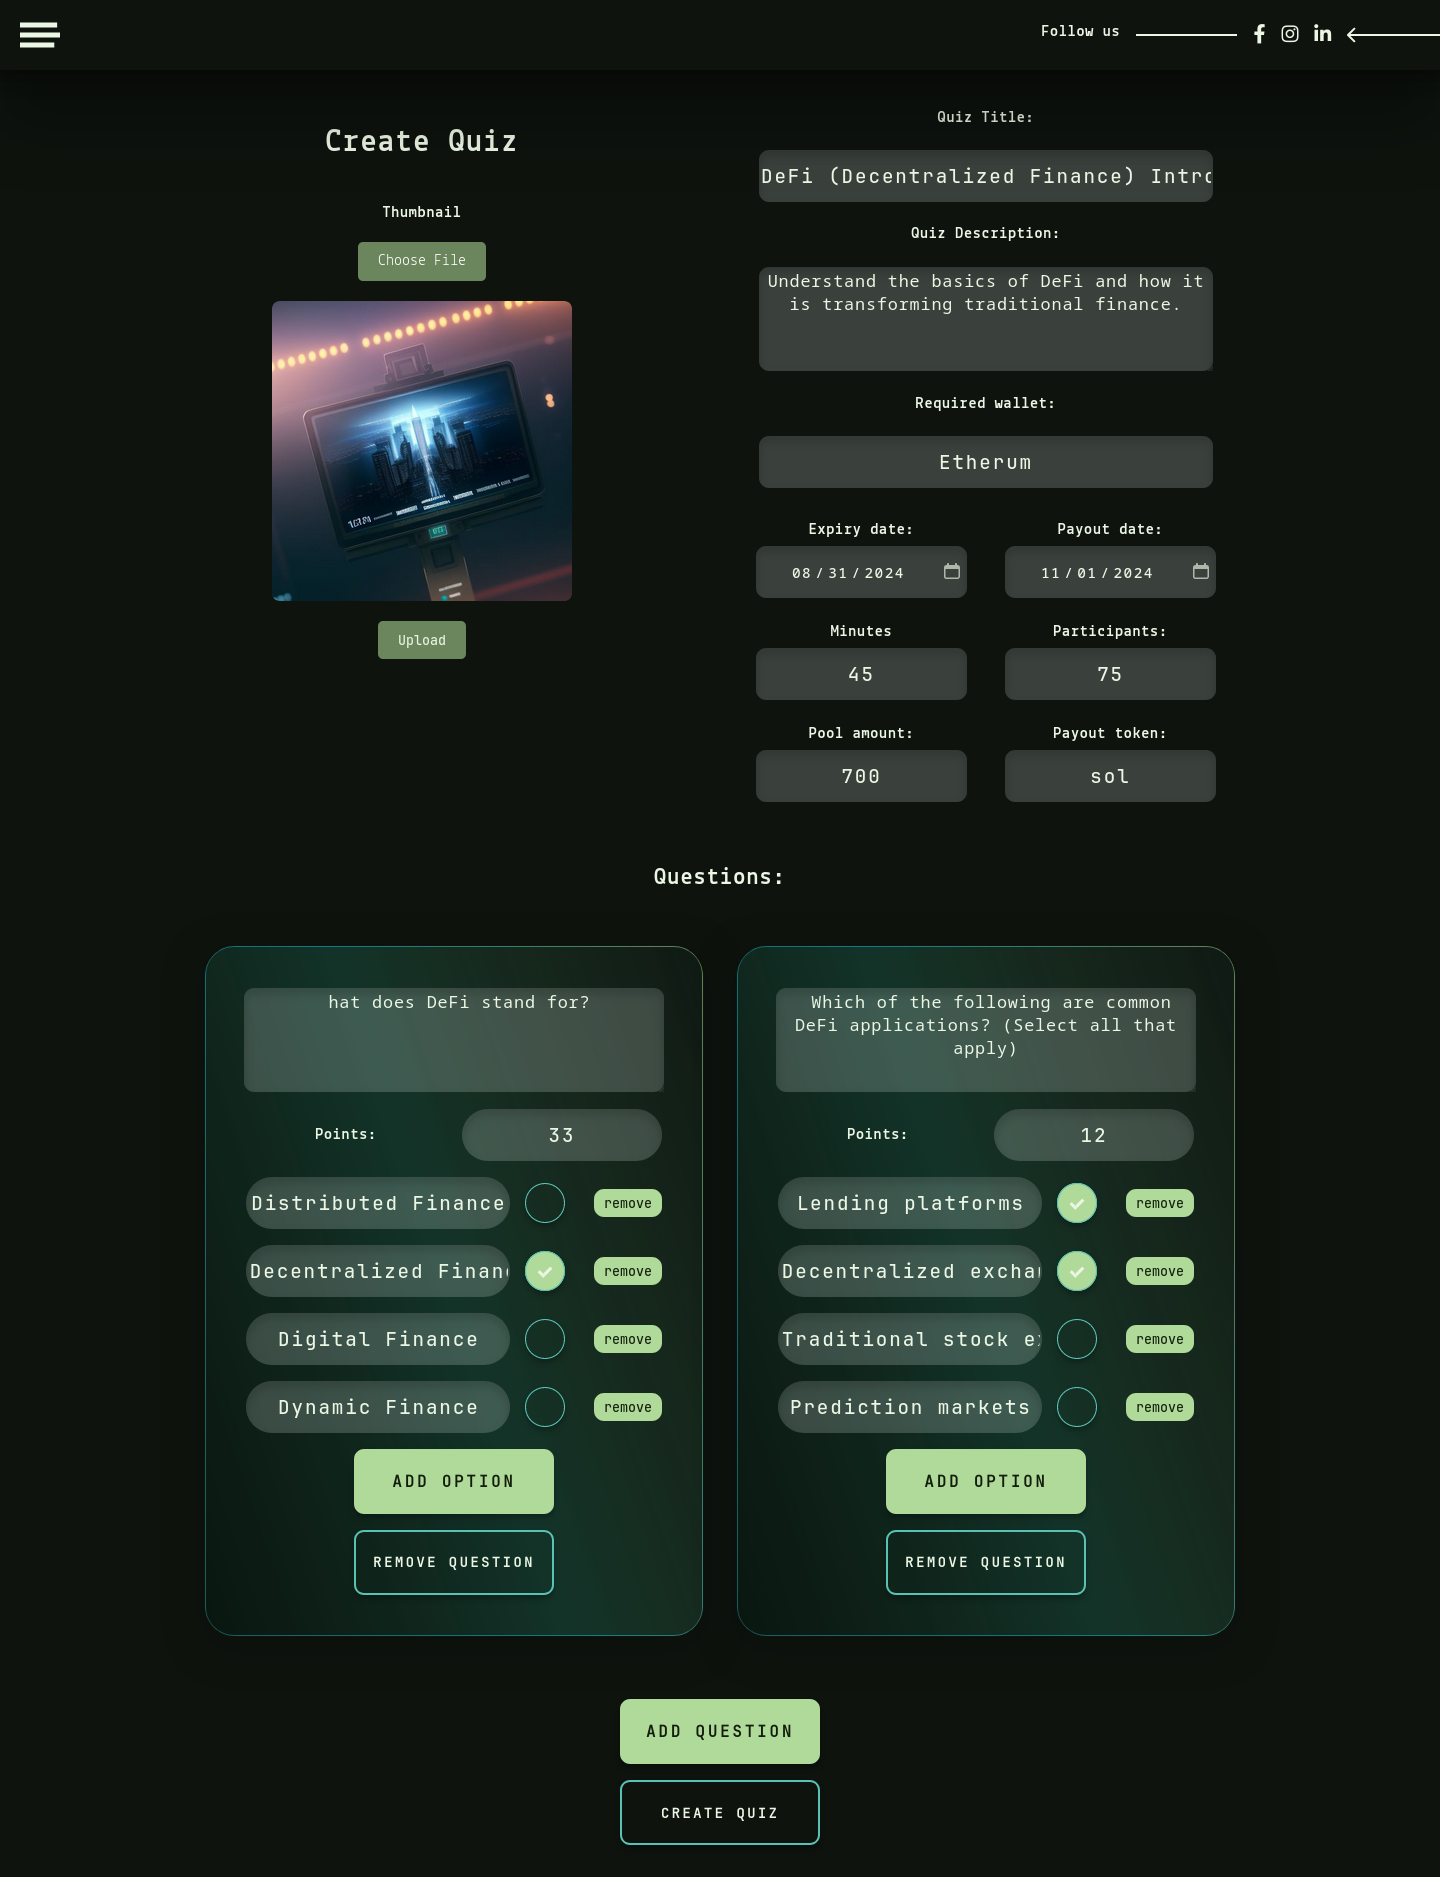 Follow us
Create Quiz
Thumbnail
Choose File
Upload
Quiz Title:
DeFi (Decentralized Finance) Intro
Quiz Description:
Understand the basics of DeFi and how it
is transforming traditional finance.
Required wallet:
Etherum
Expiry date:
Payout date:
08/31/2024
11/01/2024
Minutes
Participants:
45
75
Pool amount:
Payout token:
700
sol
Questions:
hat does DeFi stand for?
Points:
33
Distributed Finance
remove
Decentralized Financ
remove
Digital Finance
remove
Dynamic Finance
remove
ADD OPTION
REMOVE QUESTION
Which of the following are common
DeFi applications? (Select all that
apply)
Points:
12
Lending platforms
remove
Decentralized exchan
remove
Traditional stock ex
remove
Prediction markets
remove
ADD OPTION
REMOVE QUESTION
ADD QUESTION
CREATE QUIZ